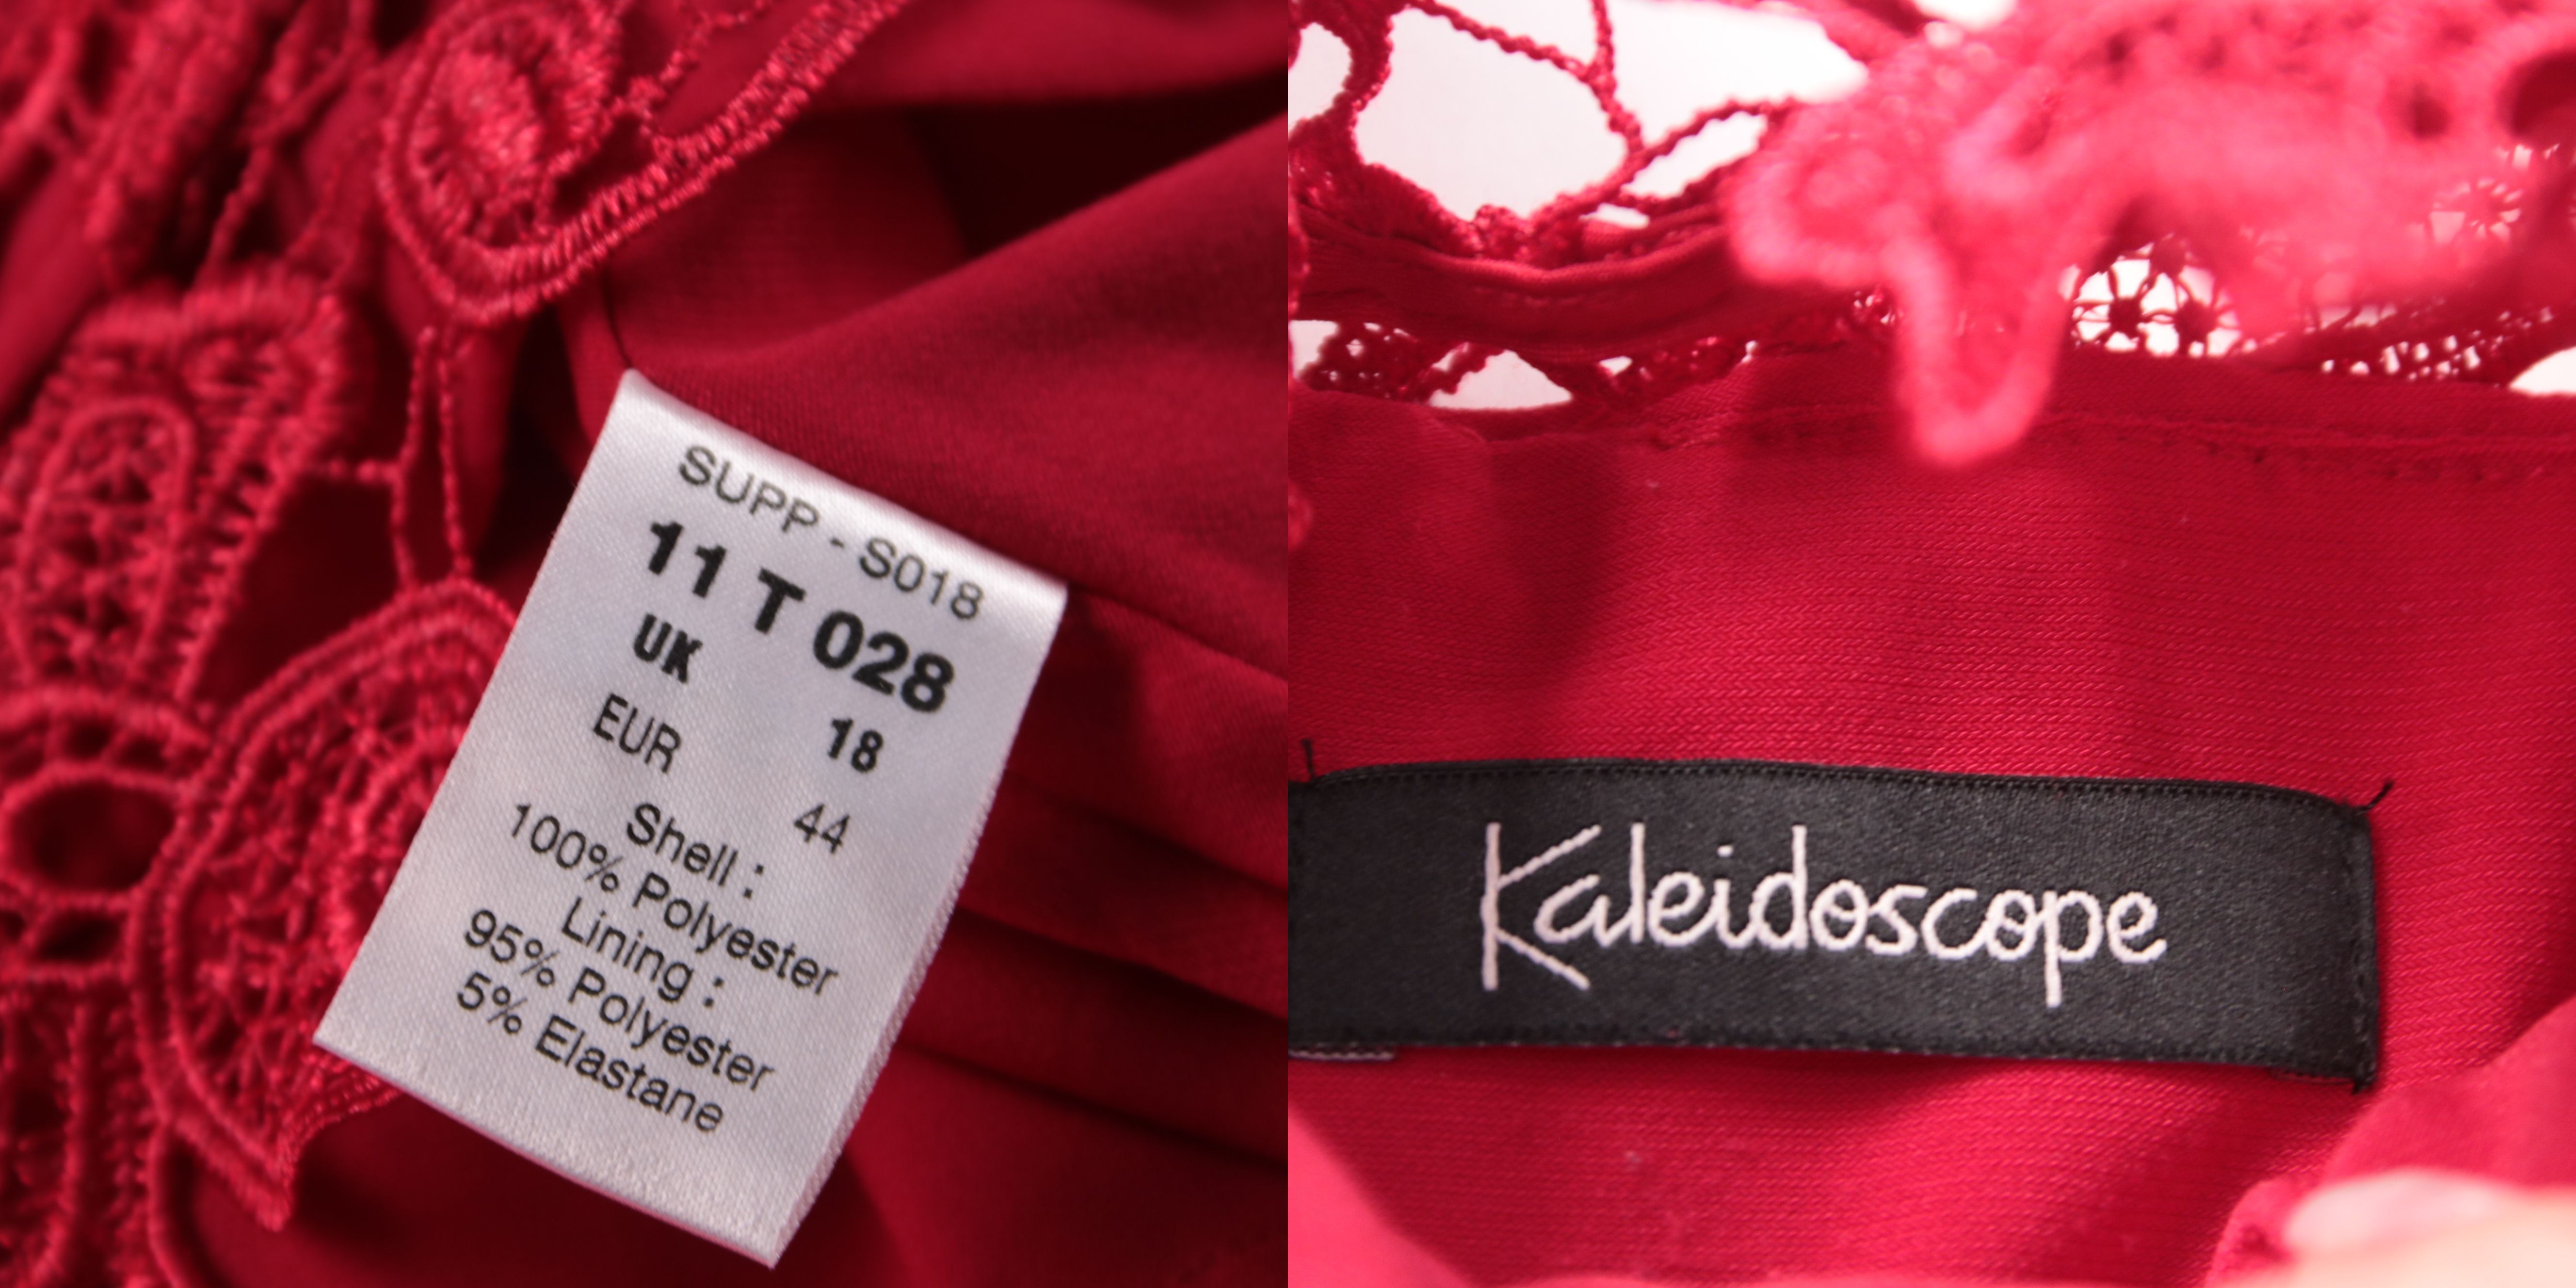 SUPP - S018
11 T 028
UK 18
EUR 44
Shell :
100% Polyester
Lining :
95% Polyester
5% Elastane
Kaleidoscope